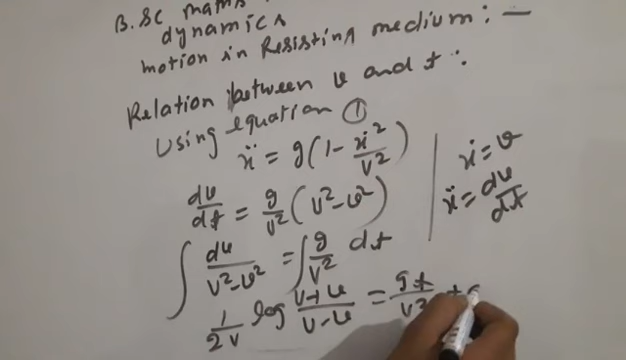 B.Sc maths
dynamics
motion in Resisting medium : —
Relation between v and t :
Using equation ①
ẍ = g(1 - ẋ²/V²)
ẋ = v
dv/dt = g/V² (V² - v²)
ẍ = dv/dt
∫ dv/(V² - v²) = ∫ g/V² dt
1/2V log (V+v)/(V-v) = gt/V² +